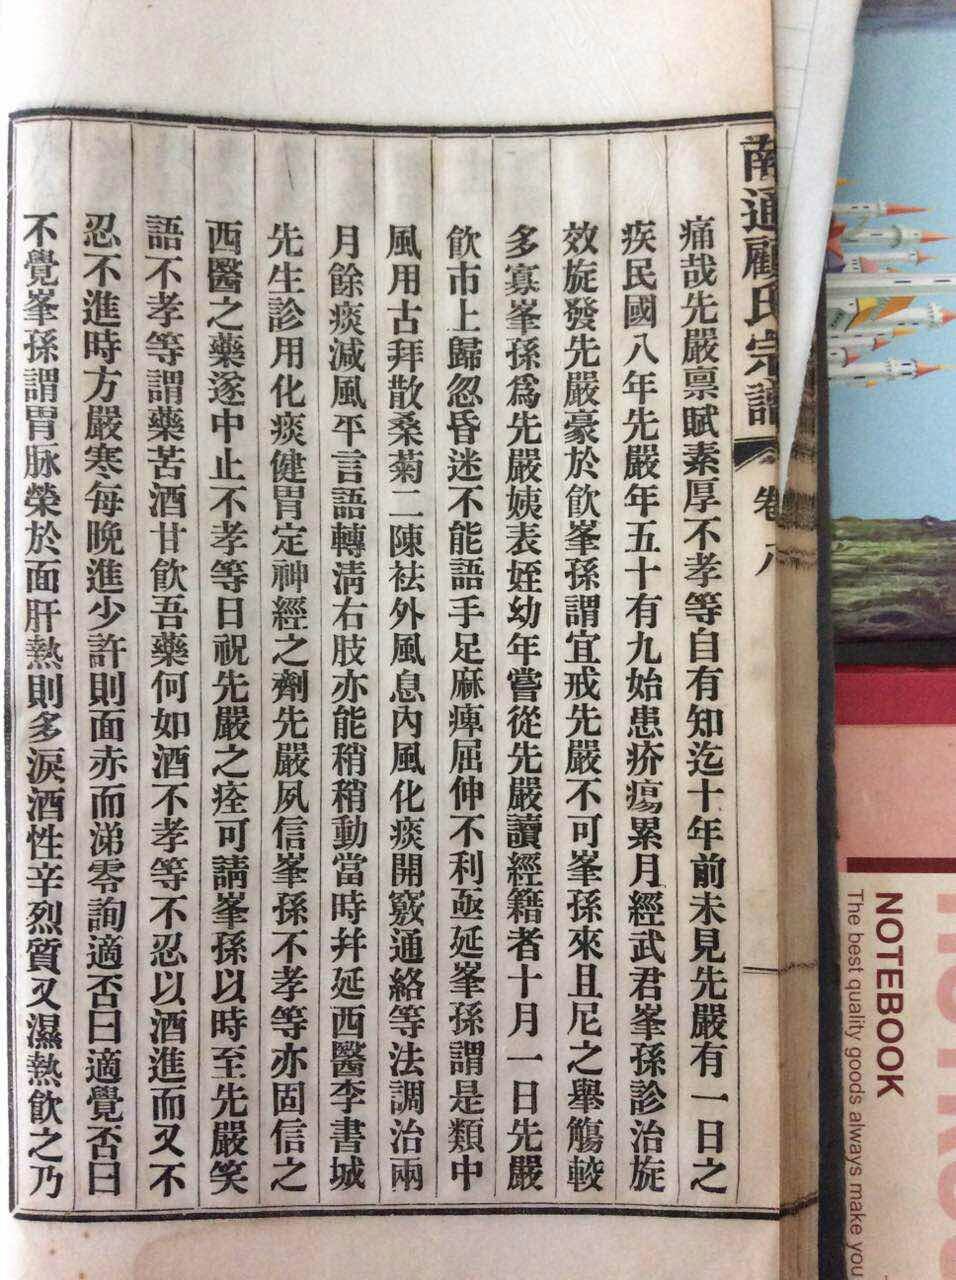 南通顧氏宗譜 卷八
痛哉先嚴禀賦素厚不孝等自有知迄十年前未見先嚴有一日之
疾民國八年先嚴年五十有九始患疥瘍累月經武君峯孫診治旋
效旋發先嚴豪於飲峯孫謂宜戒先嚴不可峯孫來且尼之舉觴較
多寡峯孫爲先嚴姨表姪幼年嘗從先嚴讀經籍者十月一日先嚴
飲市上歸忽昏迷不能語手足麻痺屈伸不利亟延峯孫謂是類中
風用古拜散桑菊二陳祛外風息內風化痰開竅通絡等法調治兩
月餘痰減風平言語轉淸右肢亦能稍稍動當時幷延西醫李書城
先生診用化痰健胃定神經之劑先嚴夙信峯孫不孝等亦固信之
西醫之藥遂中止不孝等日祝先嚴之痊可請峯孫以時至先嚴笑
語不孝等謂藥苦酒甘飲吾藥何如酒不孝等不忍以酒進而又不
忍不進時方嚴寒每晚進少許則面赤而涕零詢適否曰適覺否曰
不覺峯孫謂胃脉榮於面肝熱則多淚酒性辛烈質又濕熱飲之乃
NOTEBOOK
The best quality goods always make you